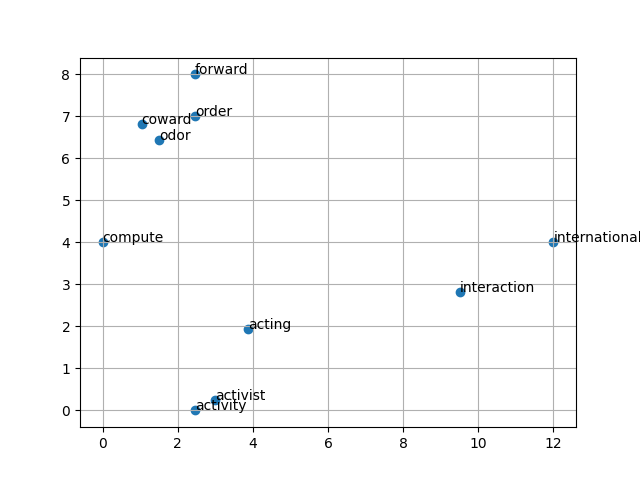 forward
8
order
7
coward
odor
6
5
compute
4
international
interaction
3
acting
2
1
activist
activity
0
0
2
4
6
8
10
12